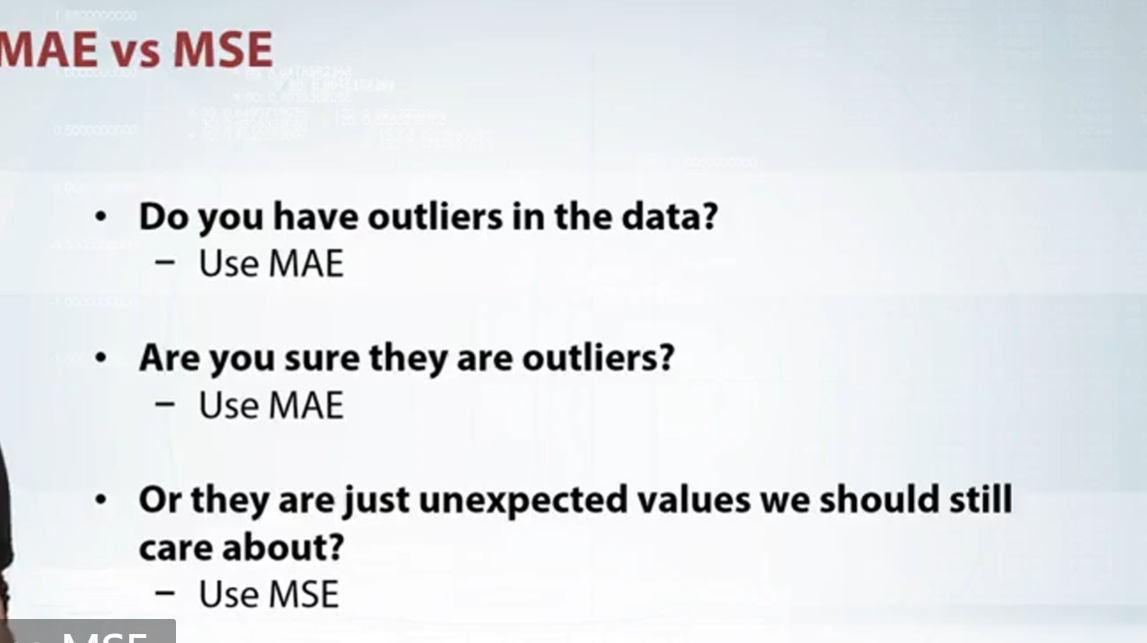 MAE vs MSE
• Do you have outliers in the data?
– Use MAE
• Are you sure they are outliers?
– Use MAE
• Or they are just unexpected values we should still
care about?
– Use MSE
MSE